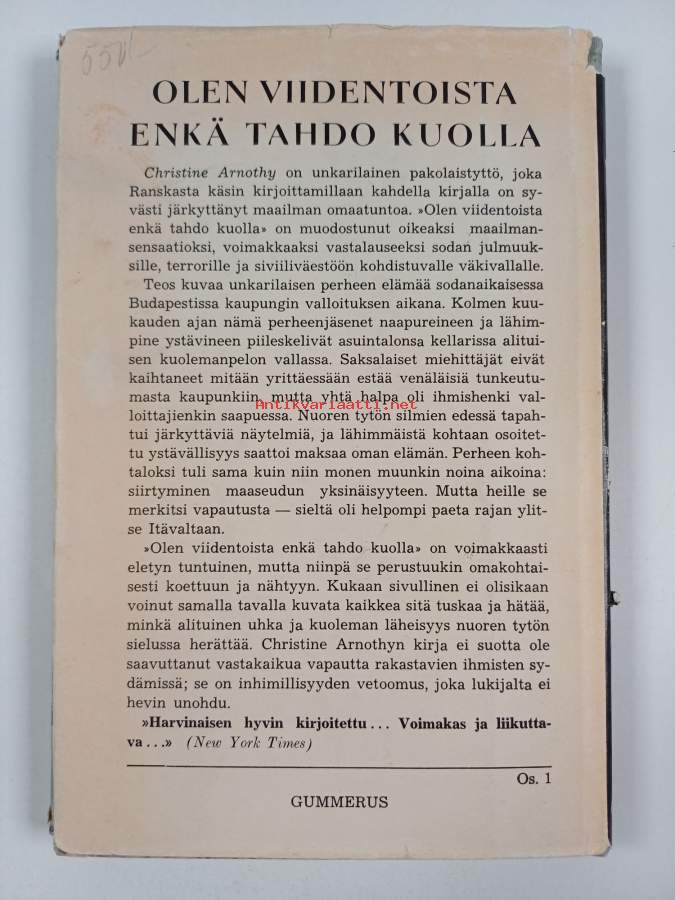 OLEN VIIDENTOISTA
ENKÄ TAHDO KUOLLA
Christine Arnothy on unkarilainen pakolaistyttö, joka
Ranskasta käsin kirjoittamillaan kahdella kirjalla on sy-
västi järkyttänyt maailman omaatuntoa. »Olen viidentoista
enkä tahdo kuolla» on muodostunut oikeaksi maailman-
sensaatioksi, voimakkaaksi vastalauseeksi sodan julmuuk-
sille, terrorille ja siviiliväestöön kohdistuvalle väkivallalle.
Teos kuvaa unkarilaisen perheen elämää sodanaikaisessa
Budapestissa kaupungin valloituksen aikana. Kolmen kuu-
kauden ajan nämä perheenjäsenet naapureineen ja lähim-
pine ystävineen piileskelivät asuintalonsa kellarissa alitui-
sen kuolemanpelon vallassa. Saksalaiset miehittäjät eivät
kaihtaneet mitään yrittäessään estää venäläisiä tunkeutu-
masta kaupunkiin, mutta yhtä halpa oli ihmishenki val-
Antikvariaatti.net
loittajienkin saapuessa. Nuoren tytön silmien edessä tapah-
tui järkyttäviä näytelmiä, ja lähimmäistä kohtaan osoitet-
tu ystävällisyys saattoi maksaa oman elämän. Perheen koh-
taloksi tuli sama kuin niin monen muunkin noina aikoina:
siirtyminen maaseudun yksinäisyyteen. Mutta heille se
merkitsi vapautusta — sieltä oli helpompi paeta rajan ylit-
se Itävaltaan.
»Olen viidentoista enkä tahdo kuolla» on voimakkaasti
eletyn tuntuinen, mutta niinpä se perustuukin omakohtai-
sesti koettuun ja nähtyyn. Kukaan sivullinen ei olisikaan
voinut samalla tavalla kuvata kaikkea sitä tuskaa ja hätää,
minkä alituinen uhka ja kuoleman läheisyys nuoren tytön
sielussa herättää. Christine Arnothyn kirja ei suotta ole
saavuttanut vastakaikua vapautta rakastavien ihmisten sy-
dämissä; se on inhimillisyyden vetoomus, joka lukijalta ei
hevin unohdu.
»Harvinaisen hyvin kirjoitettu... Voimakas ja liikutta-
va...» (New York Times)
Os. 1
GUMMERUS